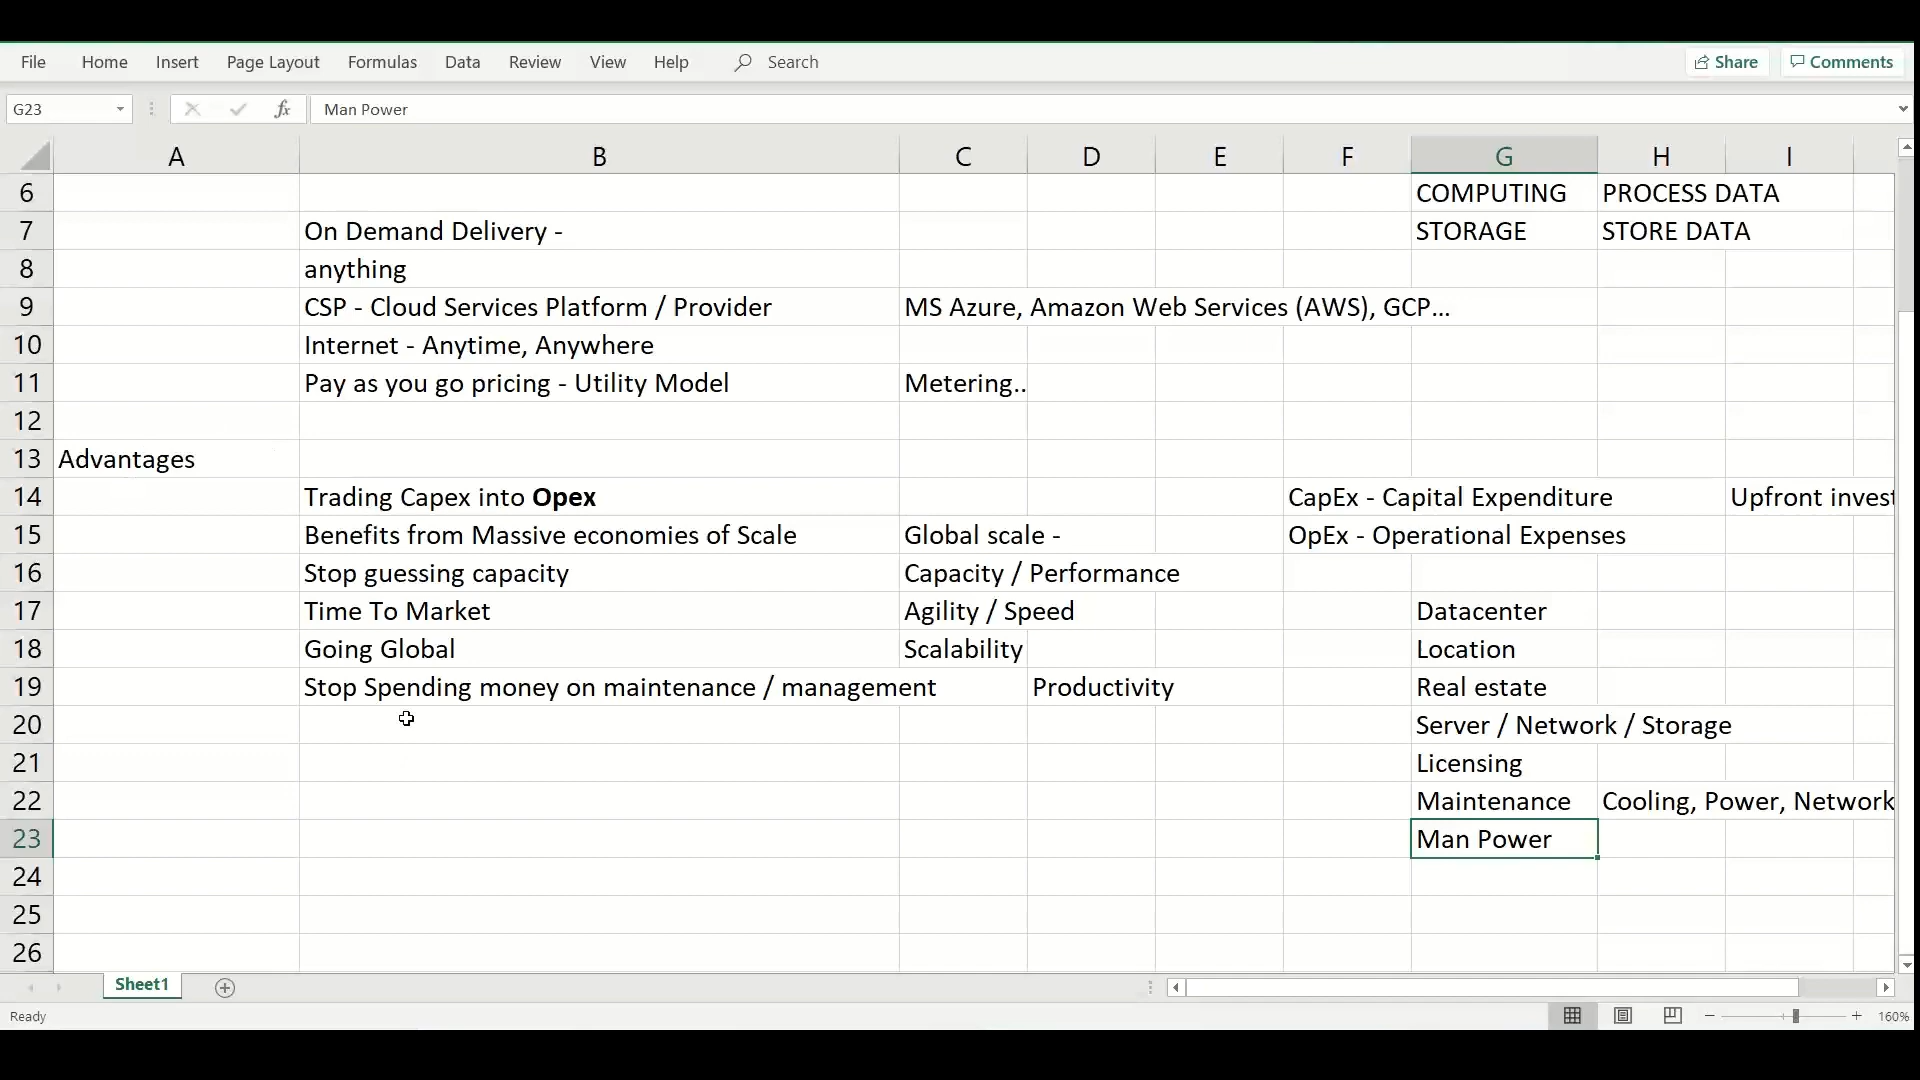 File Home Insert Page Layout Formulas Data Review View Help Search Share Comments
G23 fx Man Power
A B C D E F G H I
6 COMPUTING PROCESS DATA
7 On Demand Delivery - STORAGE STORE DATA
8 anything
9 CSP - Cloud Services Platform / Provider MS Azure, Amazon Web Services (AWS), GCP...
10 Internet - Anytime, Anywhere
11 Pay as you go pricing - Utility Model Metering..
12
13 Advantages
14 Trading Capex into Opex CapEx - Capital Expenditure Upfront invest
15 Benefits from Massive economies of Scale Global scale - OpEx - Operational Expenses
16 Stop guessing capacity Capacity / Performance
17 Time To Market Agility / Speed Datacenter
18 Going Global Scalability Location
19 Stop Spending money on maintenance / management Productivity Real estate
20 Server / Network / Storage
21 Licensing
22 Maintenance Cooling, Power, Network
23 Man Power
24
25
26
Sheet1
Ready 160%